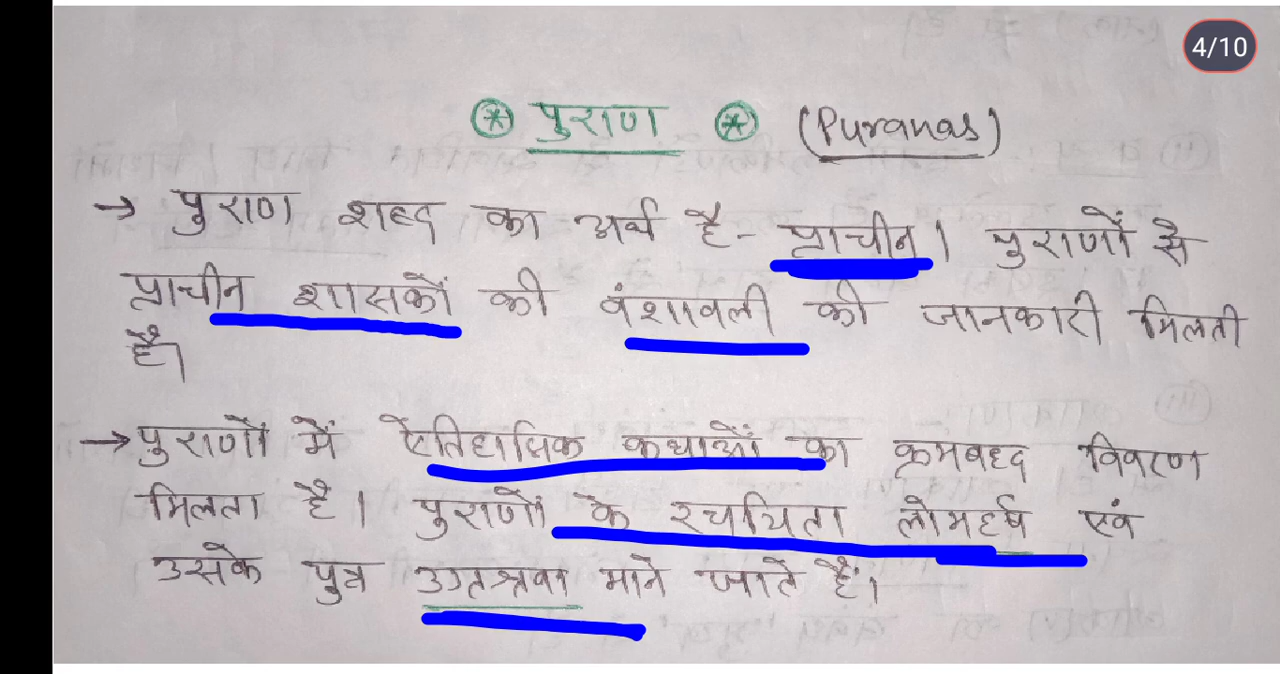 4/10
पुराण (Puranas)
→ पुराण शब्द का अर्थ है- प्राचीन। पुराणों से
प्राचीन शासकों की वंशावली की जानकारी मिलती
है।
→ पुराणों में ऐतिहासिक कथाओं का क्रमबद्द विवरण
मिलता है। पुराणों के रचयिता लोमहर्ष एवं
उसके पुत्र उग्रश्रवा माने जाते हैं।